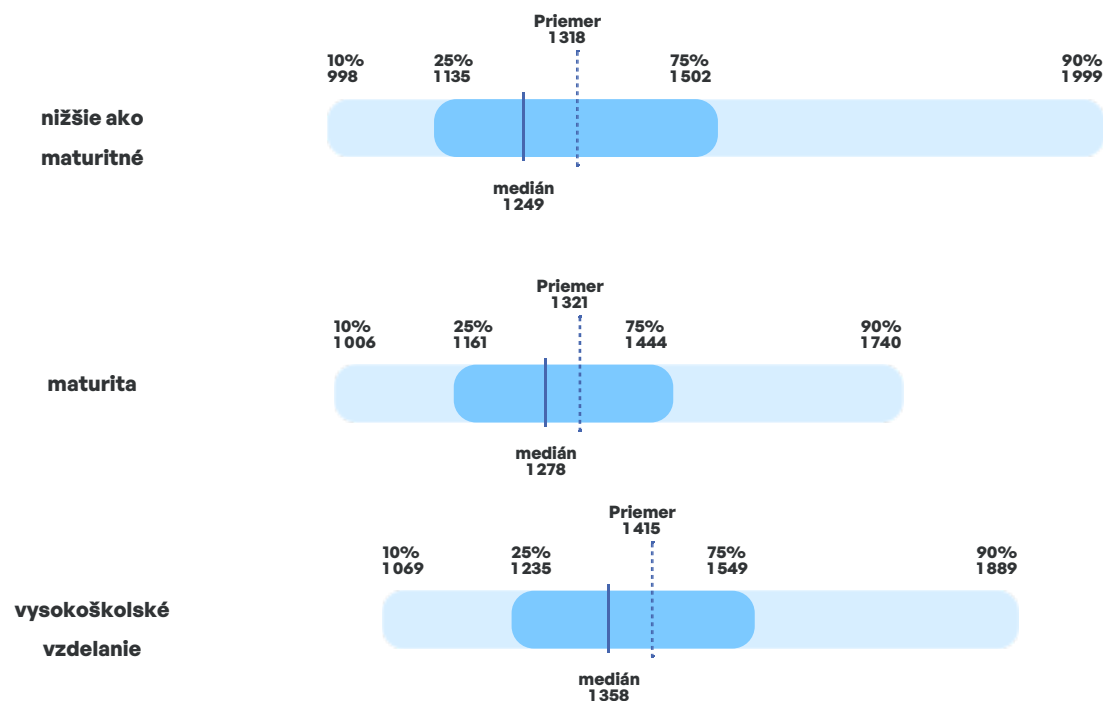 Priemer
1 318
10%
998
25%
1 135
75%
1 502
90%
1 999
nižšie ako
maturitné
medián
1 249
Priemer
1 321
10%
1 006
25%
1 161
75%
1 444
90%
1 740
maturita
medián
1 278
Priemer
1 415
10%
1 069
25%
1 235
75%
1 549
90%
1 889
vysokoškolské
vzdelanie
medián
1 358